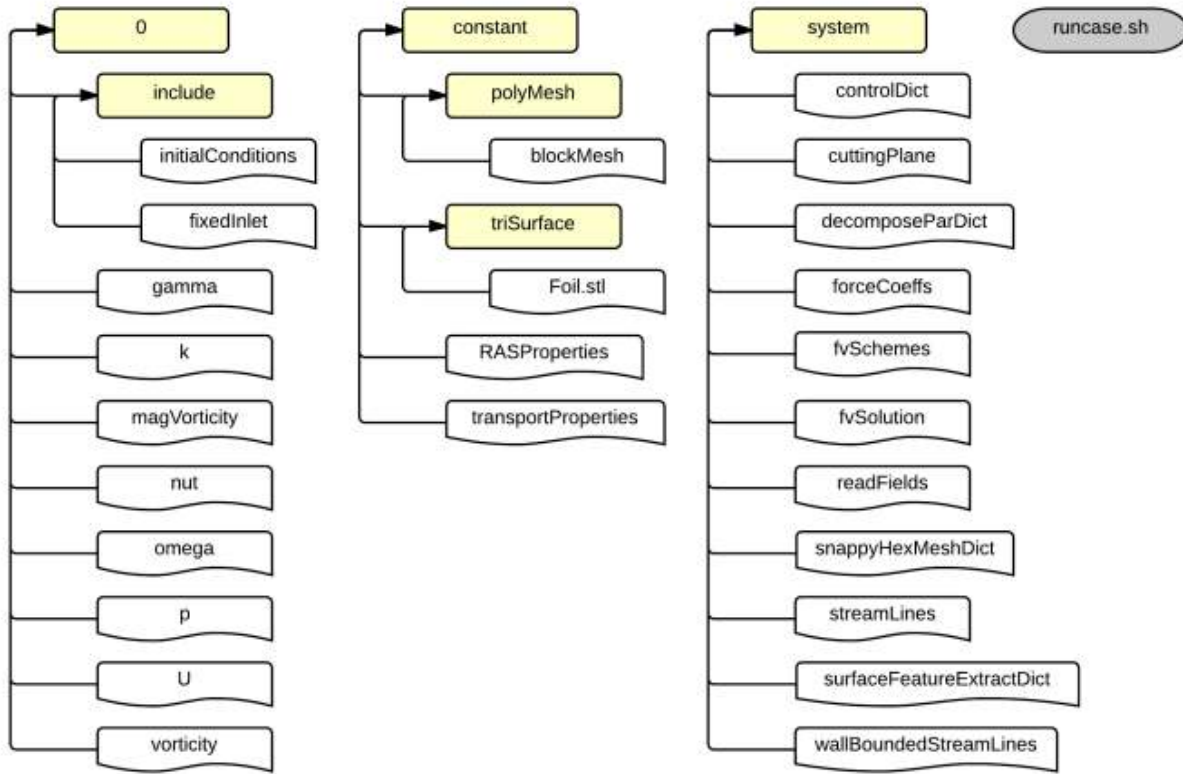 0
include
initialConditions
fixedInlet
gamma
k
magVorticity
nut
omega
p
U
vorticity
constant
polyMesh
blockMesh
triSurface
Foil.stl
RASProperties
transportProperties
system
controlDict
cuttingPlane
decomposeParDict
forceCoeffs
fvSchemes
fvSolution
readFields
snappyHexMeshDict
streamLines
surfaceFeatureExtractDict
wallBoundedStreamLines
runcase.sh